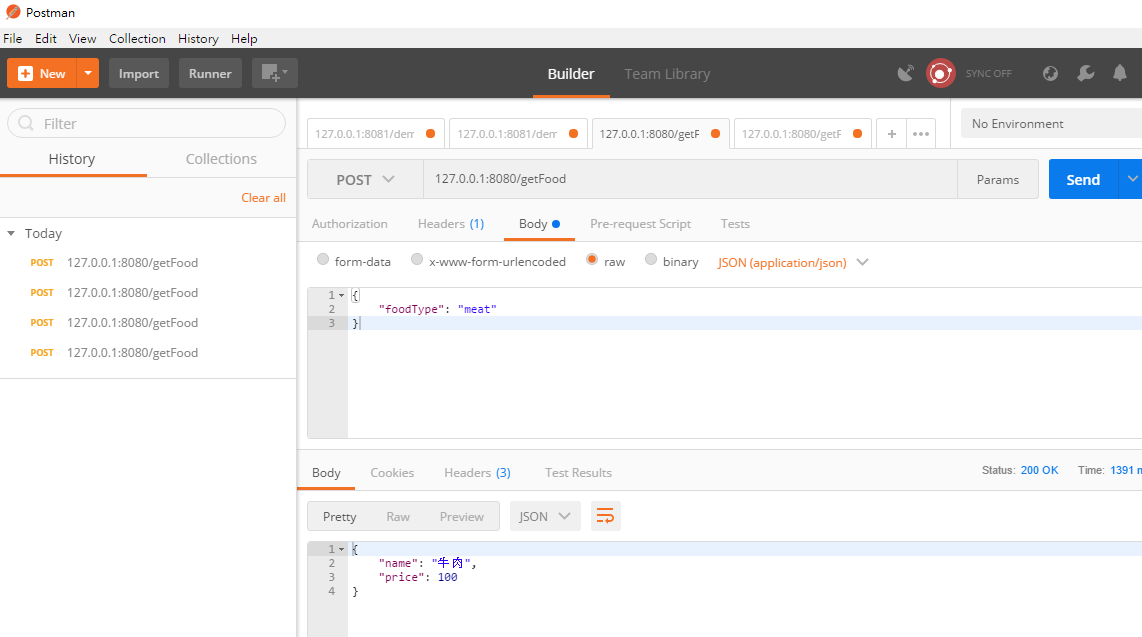 Postman
File Edit View Collection History Help
New Import Runner Builder Team Library SYNC OFF
Filter
History Collections
Clear all
Today
POST 127.0.0.1:8080/getFood
POST 127.0.0.1:8080/getFood
POST 127.0.0.1:8080/getFood
POST 127.0.0.1:8080/getFood
127.0.0.1:8081/dem 127.0.0.1:8081/dem 127.0.0.1:8080/getF 127.0.0.1:8080/getF + ••• No Environment
POST 127.0.0.1:8080/getFood Params Send
Authorization Headers (1) Body Pre-request Script Tests
form-data x-www-form-urlencoded raw binary JSON (application/json)
1 {
2 "foodType": "meat"
3 }
Body Cookies Headers (3) Test Results Status: 200 OK Time: 1391 m
Pretty Raw Preview JSON
1 {
2 "name": "牛肉",
3 "price": 100
4 }